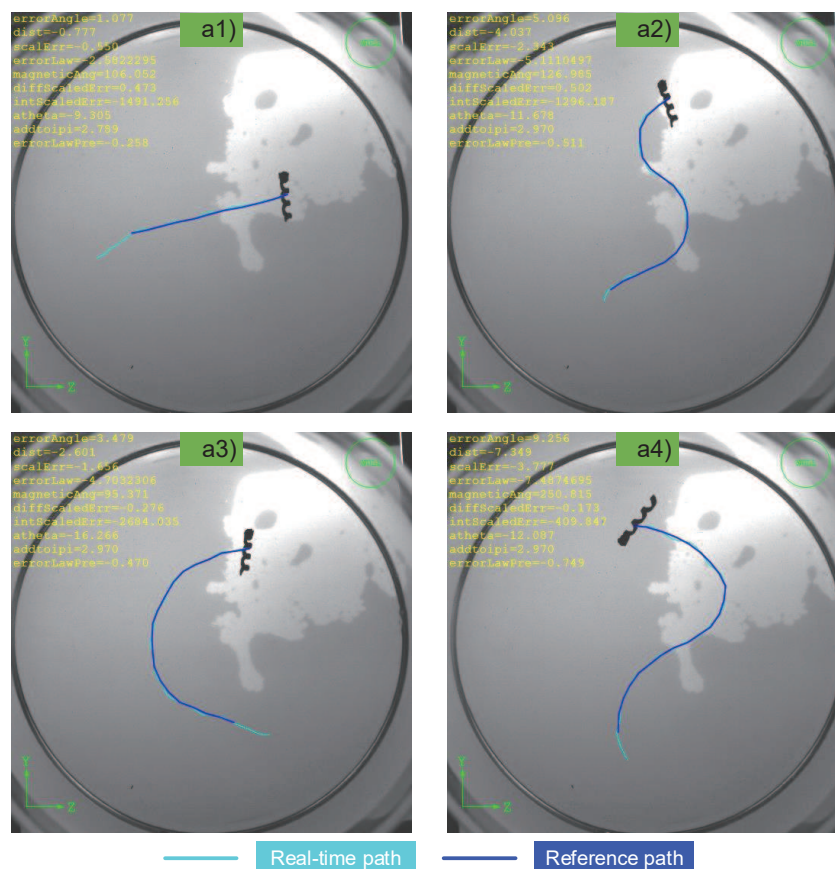 a1)
errorAngle=1.077
dist=-0.777
scalErr=-0.550
errorLaw=-2.5822295
magneticAng=106.052
diffScaledErr=0.473
intScaledErr=-1491.256
atheta=-9.305
addtoipi=2.789
errorLawPre=-0.258
Y
Z
a2)
errorAngle=5.096
dist=-4.037
scalErr=-2.343
errorLaw=-5.1110497
magneticAng=126.985
diffScaledErr=0.502
intScaledErr=-1296.187
atheta=-11.678
addtoipi=2.970
errorLawPre=-0.511
Y
Z
a3)
errorAngle=3.479
dist=-2.601
scalErr=-1.656
errorLaw=-4.7032306
magneticAng=95.371
diffScaledErr=-0.276
intScaledErr=-2684.035
atheta=-16.266
addtoipi=2.970
errorLawPre=-0.470
Y
Z
a4)
errorAngle=9.256
dist=-7.349
scalErr=-3.777
errorLaw=-7.4874695
magneticAng=250.815
diffScaledErr=-0.173
intScaledErr=-409.847
atheta=-12.087
addtoipi=2.970
errorLawPre=-0.749
Y
Z
Real-time path
Reference path